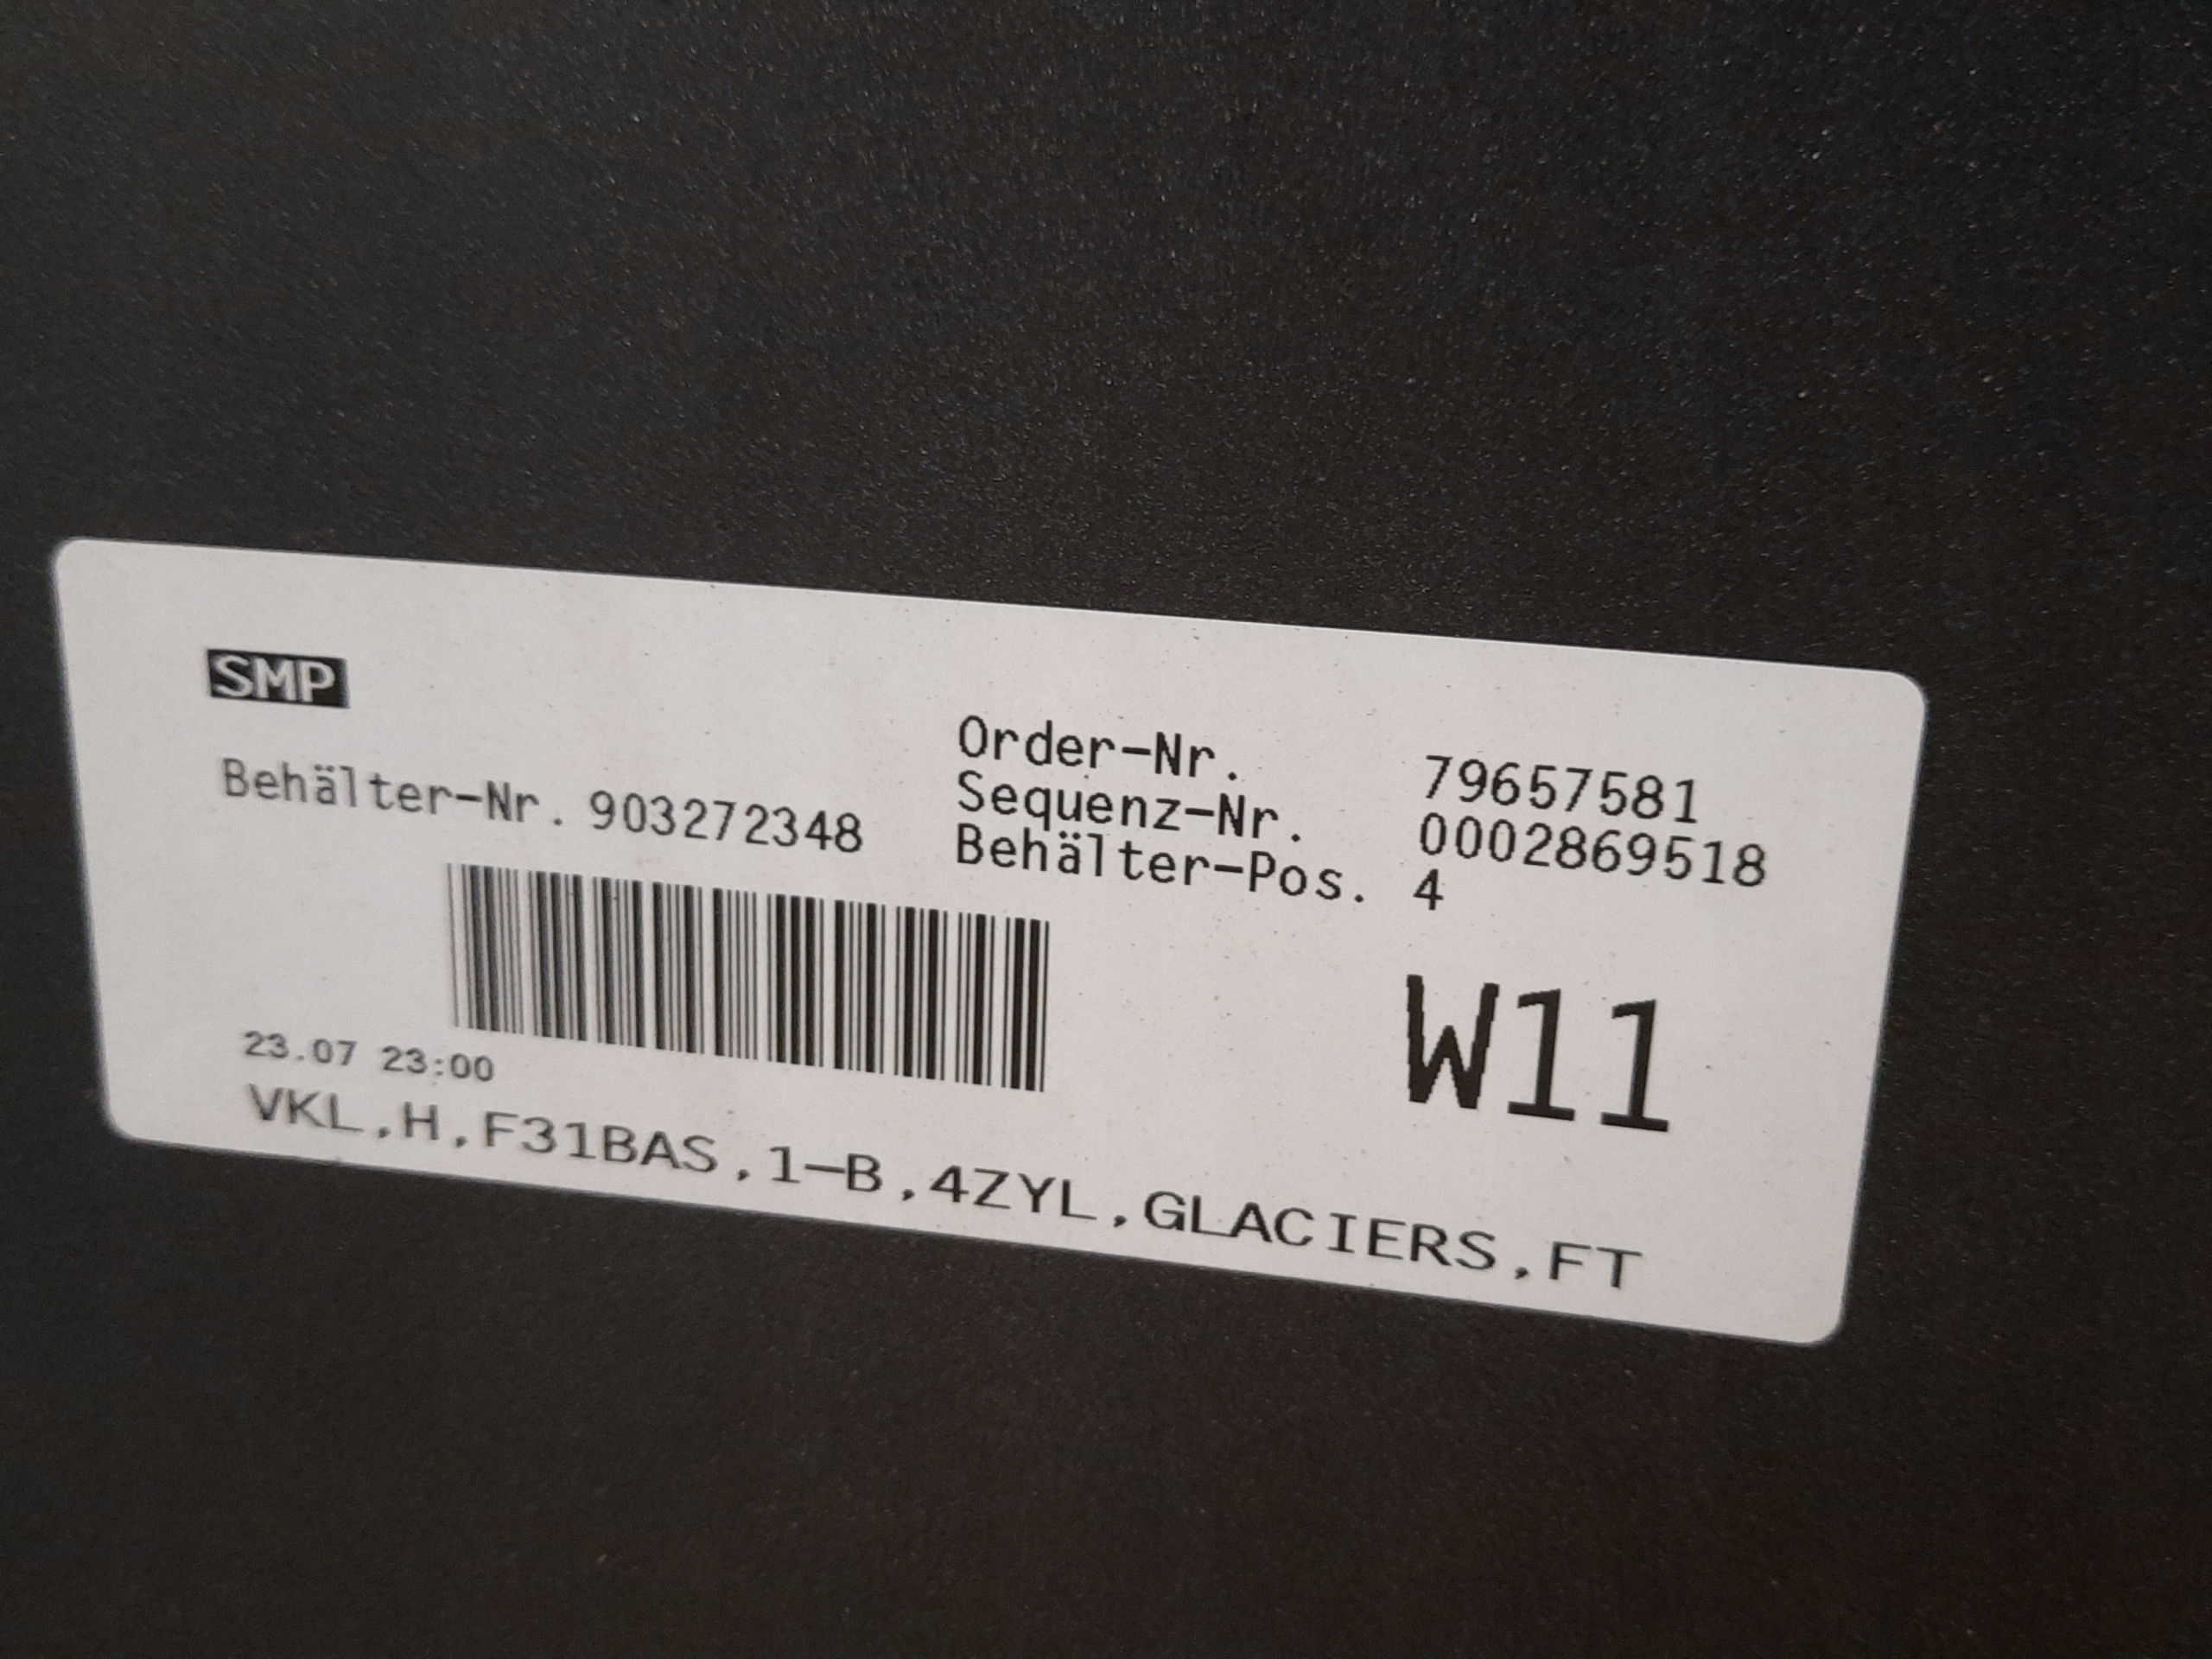 SMP
Behälter-Nr. 903272348
Order-Nr. 79657581
Sequenz-Nr. 0002869518
Behälter-Pos. 4
W11
23.07 23:00
VKL,H,F31BAS,1-B,4ZYL,GLACIERS,FT